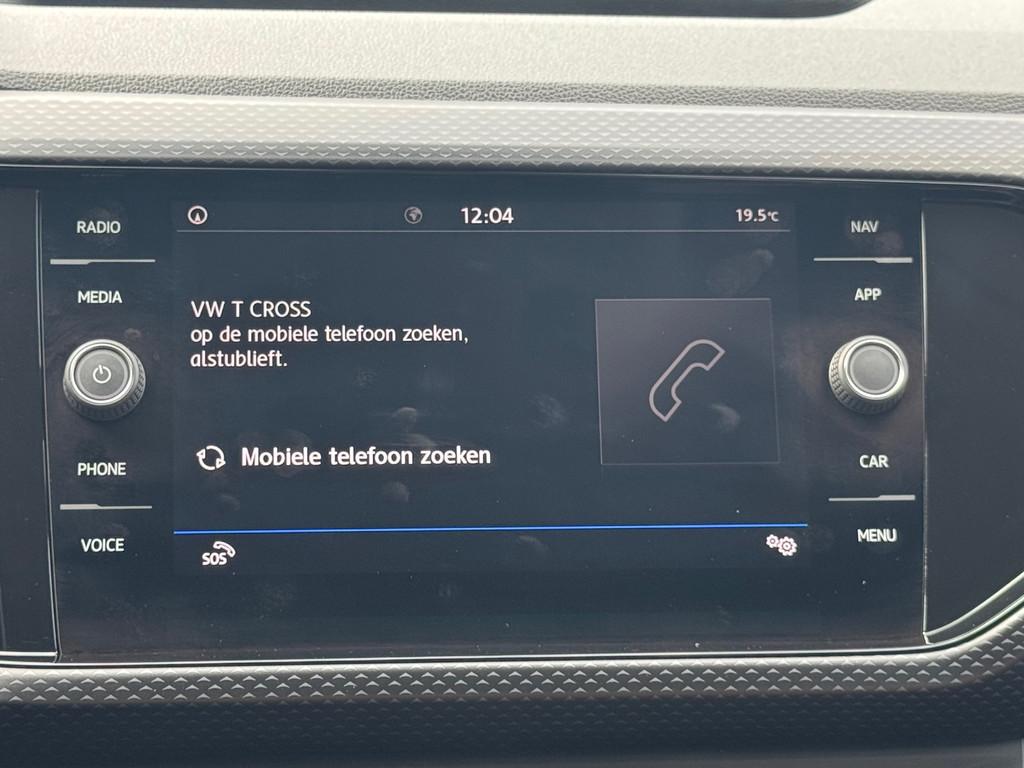 RADIO
MEDIA
PHONE
VOICE
12:04
19.5°C
VW T CROSS
op de mobiele telefoon zoeken,
alstublieft.
Mobiele telefoon zoeken
SOS
NAV
APP
CAR
MENU